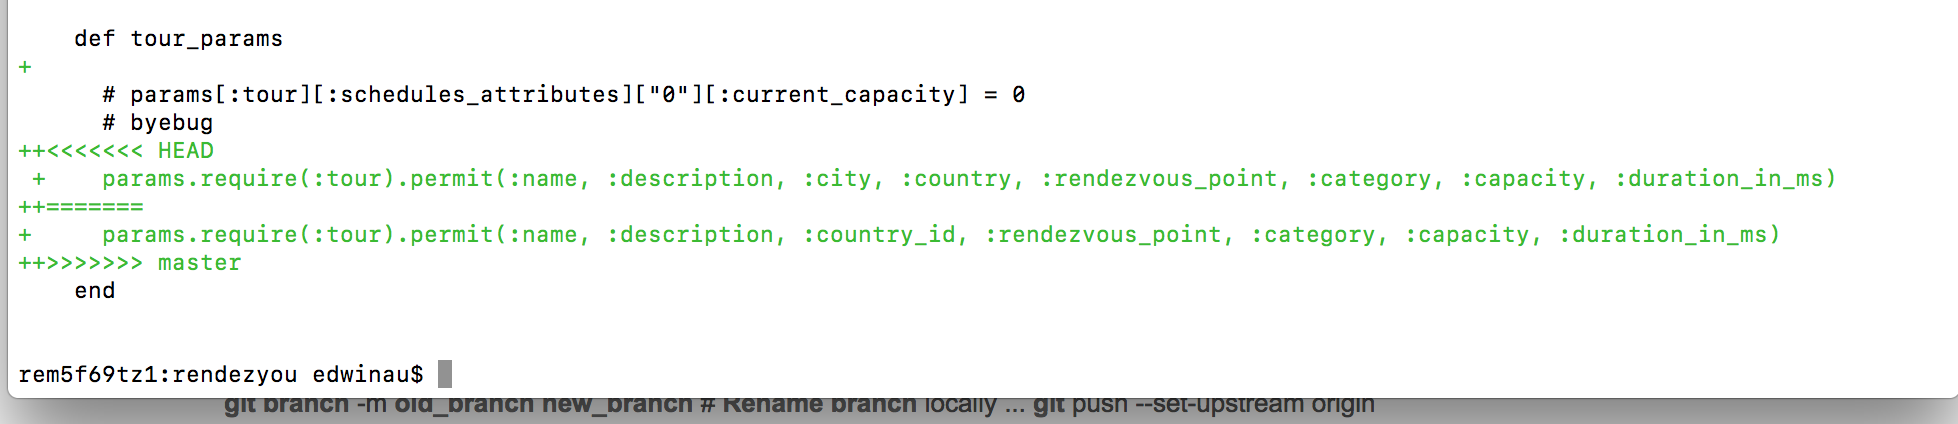 def tour_params
+
      # params[:tour][:schedules_attributes]["0"][:current_capacity] = 0
      # byebug
++<<<<<<< HEAD
 +    params.require(:tour).permit(:name, :description, :city, :country, :rendezvous_point, :category, :capacity, :duration_in_ms)
++=======
+     params.require(:tour).permit(:name, :description, :country_id, :rendezvous_point, :category, :capacity, :duration_in_ms)
++>>>>>>> master
    end
rem5f69tz1:rendezyou edwinau$
git branch -m old_branch new_branch # Rename branch locally ... git push --set-upstream origin